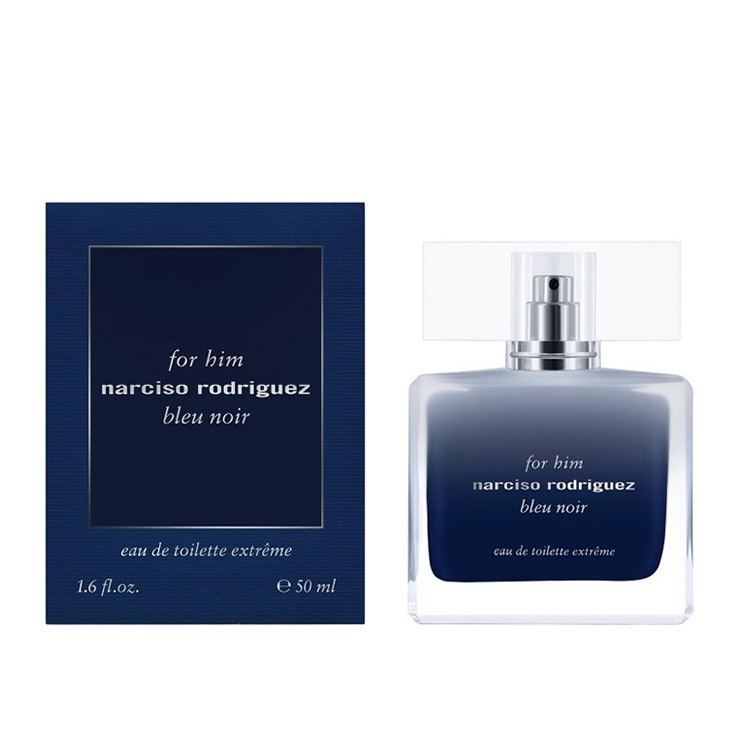 for him
narciso rodriguez
bleu noir
eau de toilette extrême
1.6 fl.oz. ℮ 50 ml
for him
narciso rodriguez
bleu noir
eau de toilette extrême